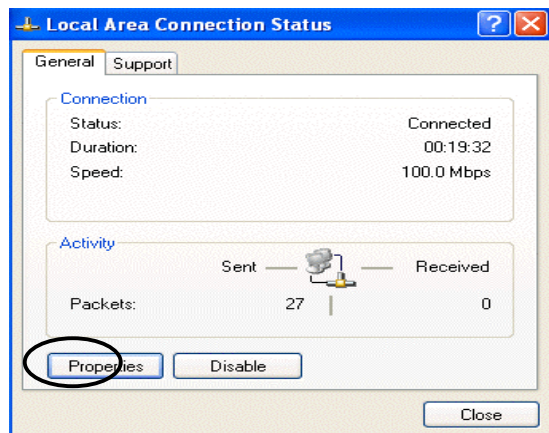 Local Area Connection Status
General Support
Connection
Status: Connected
Duration: 00:19:32
Speed: 100.0 Mbps
Activity
Sent Received
Packets: 27 0
Properties Disable
Close